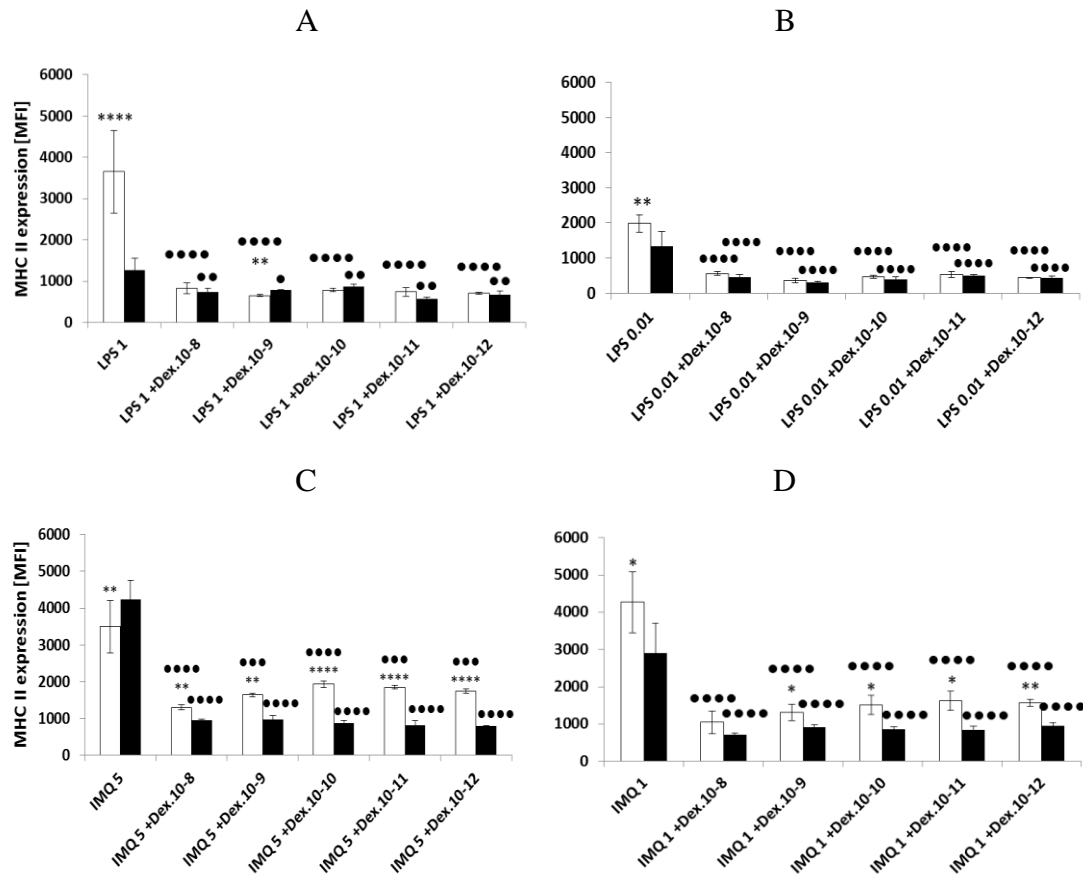 A
MHC II expression [MFI]
6000
5000
4000
3000
2000
1000
0
****
●●●●
●●
●●●●
**
●
●●●●
●●
●●●●
●●
●●●●
●●
LPS 1
LPS 1 +Dex.10-8
LPS 1 +Dex.10-9
LPS 1 +Dex.10-10
LPS 1 +Dex.10-11
LPS 1 +Dex.10-12
B
6000
5000
4000
3000
2000
1000
0
**
●●●●
●●●●
●●●●
●●●●
●●●●
●●●●
●●●●
●●●●
●●●●
●●●●
LPS 0.01
LPS 0.01 +Dex.10-8
LPS 0.01 +Dex.10-9
LPS 0.01 +Dex.10-10
LPS 0.01 +Dex.10-11
LPS 0.01 +Dex.10-12
C
MHC II expression [MFI]
6000
5000
4000
3000
2000
1000
0
**
●●●●
**
●●●●
●●●
**
●●●●
●●●●
****
●●●●
●●●
****
●●●●
●●●
****
●●●●
IMQ 5
IMQ 5 +Dex.10-8
IMQ 5 +Dex.10-9
IMQ 5 +Dex.10-10
IMQ 5 +Dex.10-11
IMQ 5 +Dex.10-12
D
6000
5000
4000
3000
2000
1000
0
*
●●●●
●●●●
●●●●
*
●●●●
●●●●
*
●●●●
●●●●
*
●●●●
●●●●
**
●●●●
IMQ 1
IMQ 1 +Dex.10-8
IMQ 1 +Dex.10-9
IMQ 1 +Dex.10-10
IMQ 1 +Dex.10-11
IMQ 1 +Dex.10-12